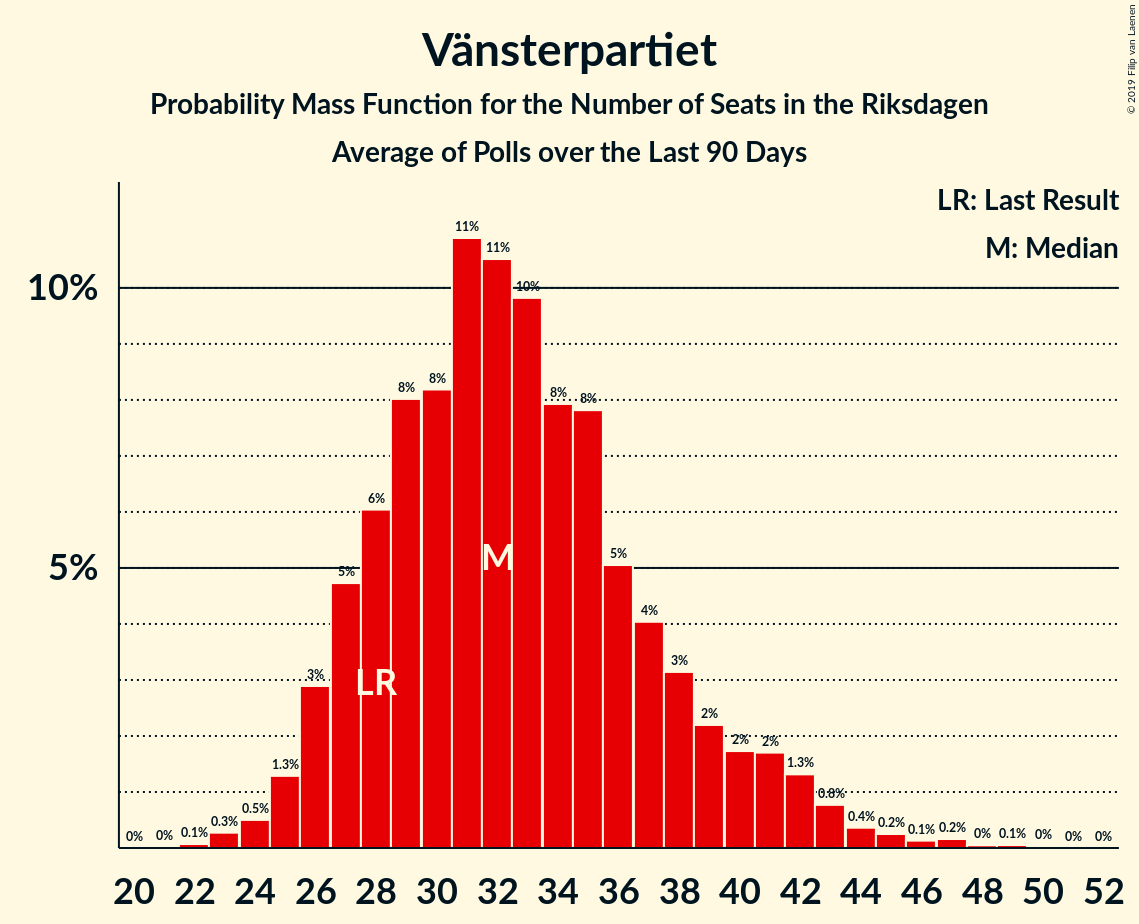 Vänsterpartiet
Probability Mass Function for the Number of Seats in the Riksdagen
Average of Polls over the Last 90 Days
© 2019 Filip van Laenen
LR: Last Result
M: Median
10%
5%
0% 0% 0.1% 0.3% 0.5% 1.3% 3% 5% 6% 8% 8% 11% 11% 10% 8% 8% 5% 4% 3% 2% 2% 2% 1.3% 0.8% 0.4% 0.2% 0.1% 0.2% 0% 0.1% 0% 0% 0%
M
LR
20 22 24 26 28 30 32 34 36 38 40 42 44 46 48 50 52